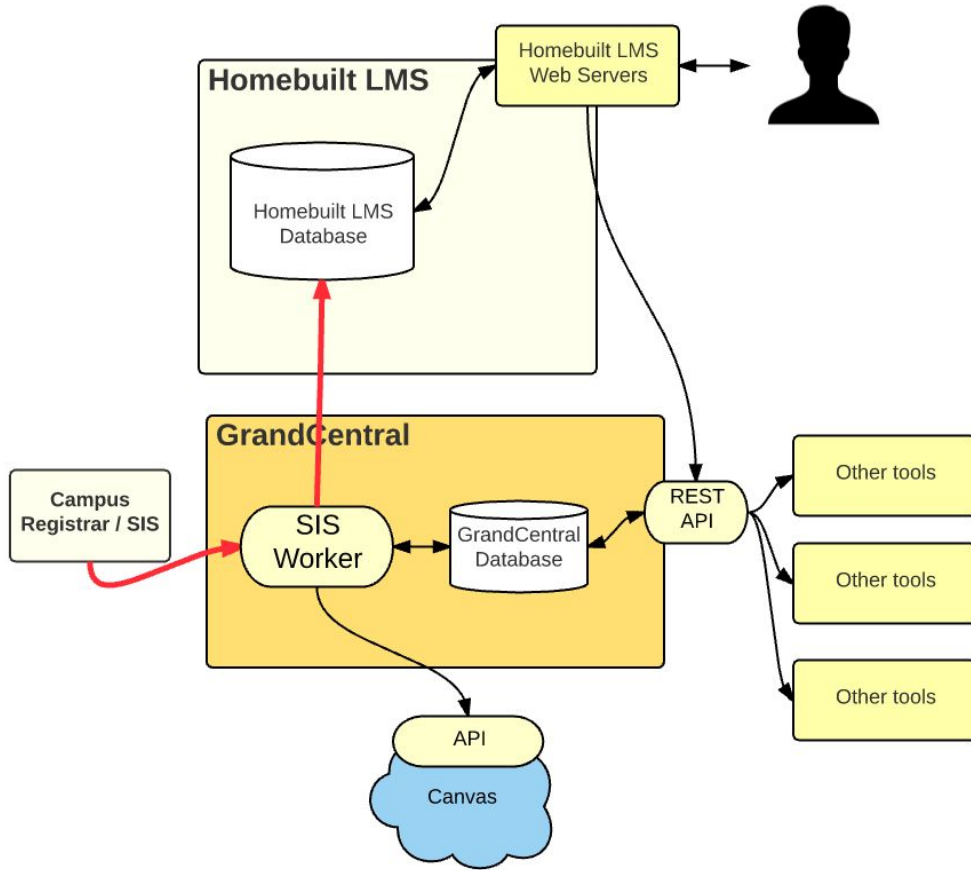 Homebuilt LMS
Web Servers
Homebuilt LMS
Homebuilt LMS
Database
GrandCentral
Campus
Registrar / SIS
SIS
Worker
GrandCentral
Database
REST
API
Other tools
Other tools
Other tools
API
Canvas